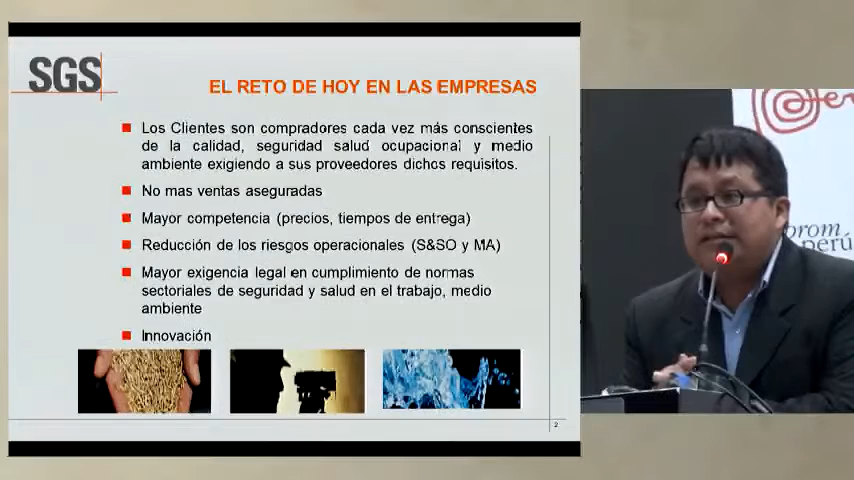 SGS
EL RETO DE HOY EN LAS EMPRESAS
Los Clientes son compradores cada vez más conscientes
de la calidad, seguridad salud ocupacional y medio
ambiente exigiendo a sus proveedores dichos requisitos.
No mas ventas aseguradas
Mayor competencia (precios, tiempos de entrega)
Reducción de los riesgos operacionales (S&SO y MA)
Mayor exigencia legal en cumplimiento de normas
sectoriales de seguridad y salud en el trabajo, medio
ambiente
Innovación
2
prom
perú